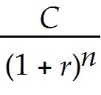 C
(1 + r)^n